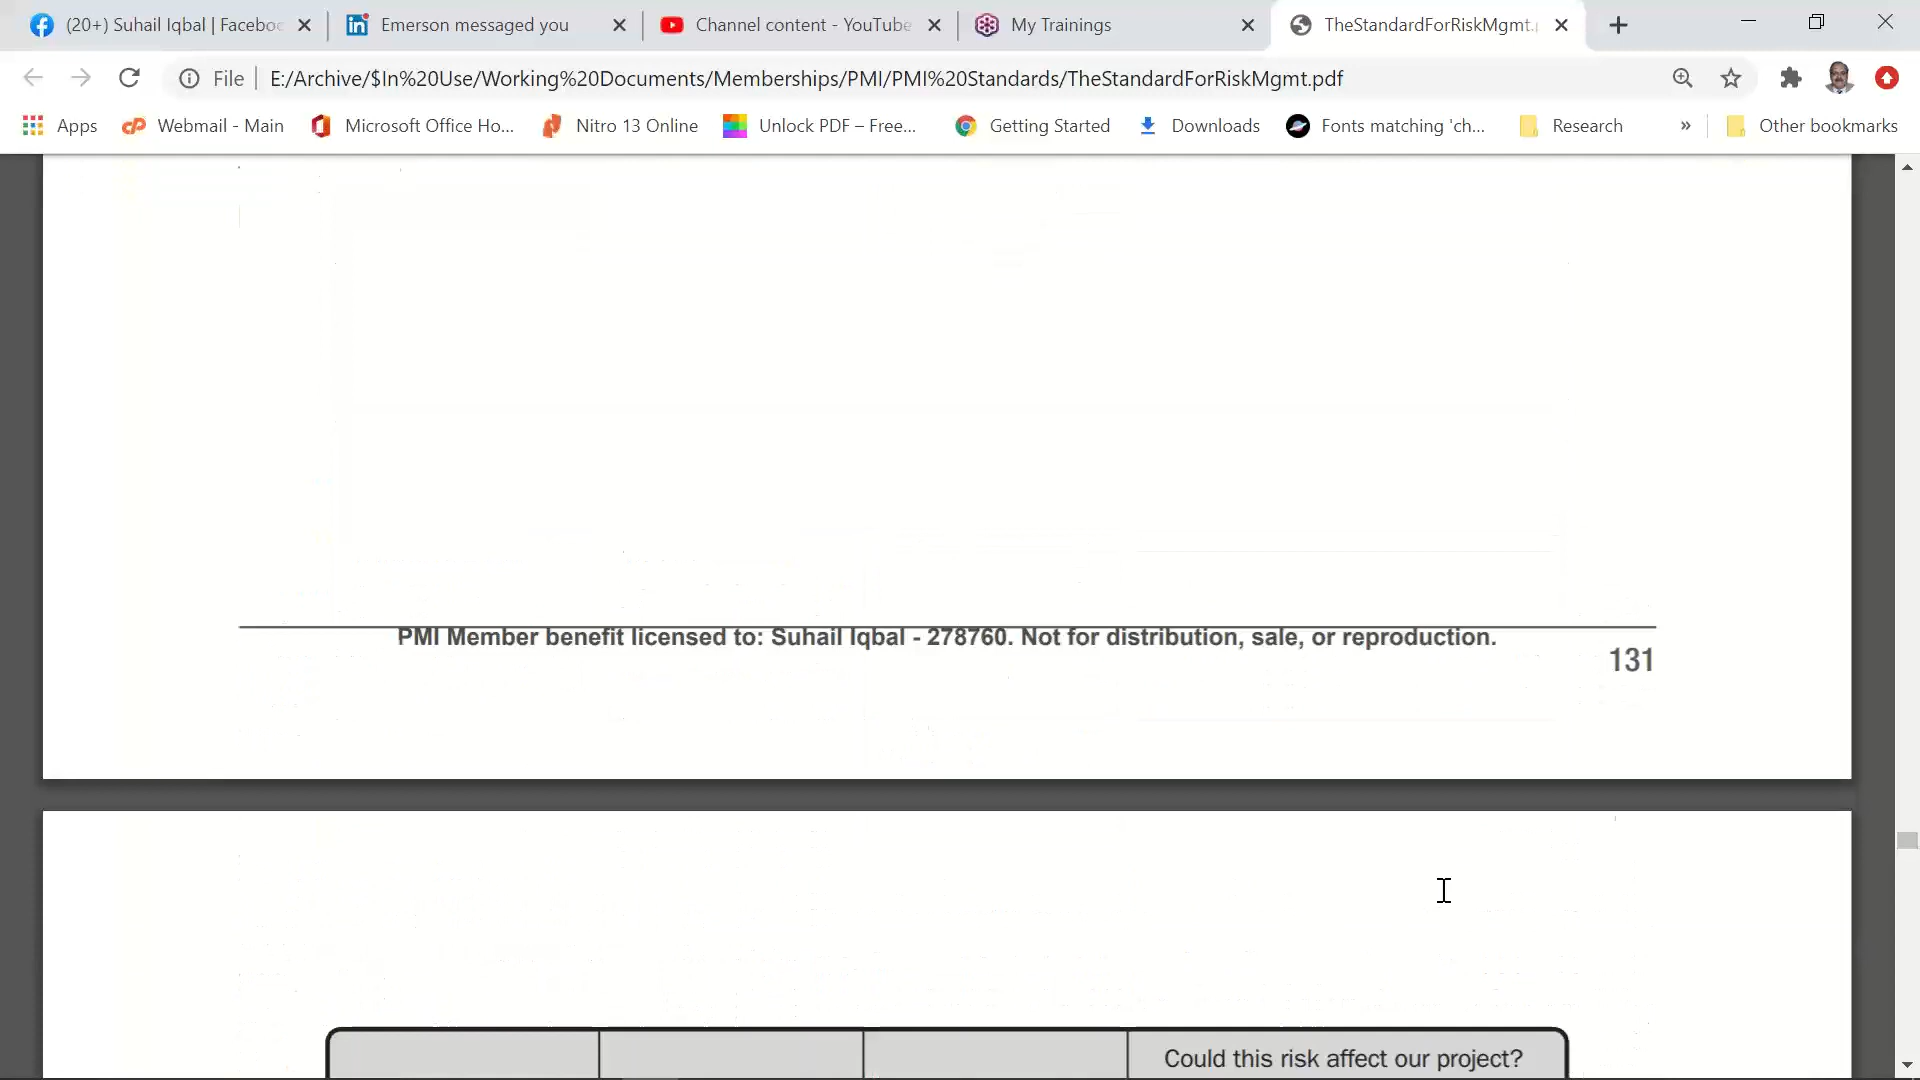 (20+) Suhail Iqbal | Faceboo
Emerson messaged you
Channel content - YouTube
My Trainings
TheStandardForRiskMgmt.
File
E:/Archive/$In%20Use/Working%20Documents/Memberships/PMI/PMI%20Standards/TheStandardForRiskMgmt.pdf
Apps
Webmail - Main
Microsoft Office Ho...
Nitro 13 Online
Unlock PDF – Free...
Getting Started
Downloads
Fonts matching 'ch...
Research
»
Other bookmarks
PMI Member benefit licensed to: Suhail Iqbal - 278760. Not for distribution, sale, or reproduction.
131
Could this risk affect our project?